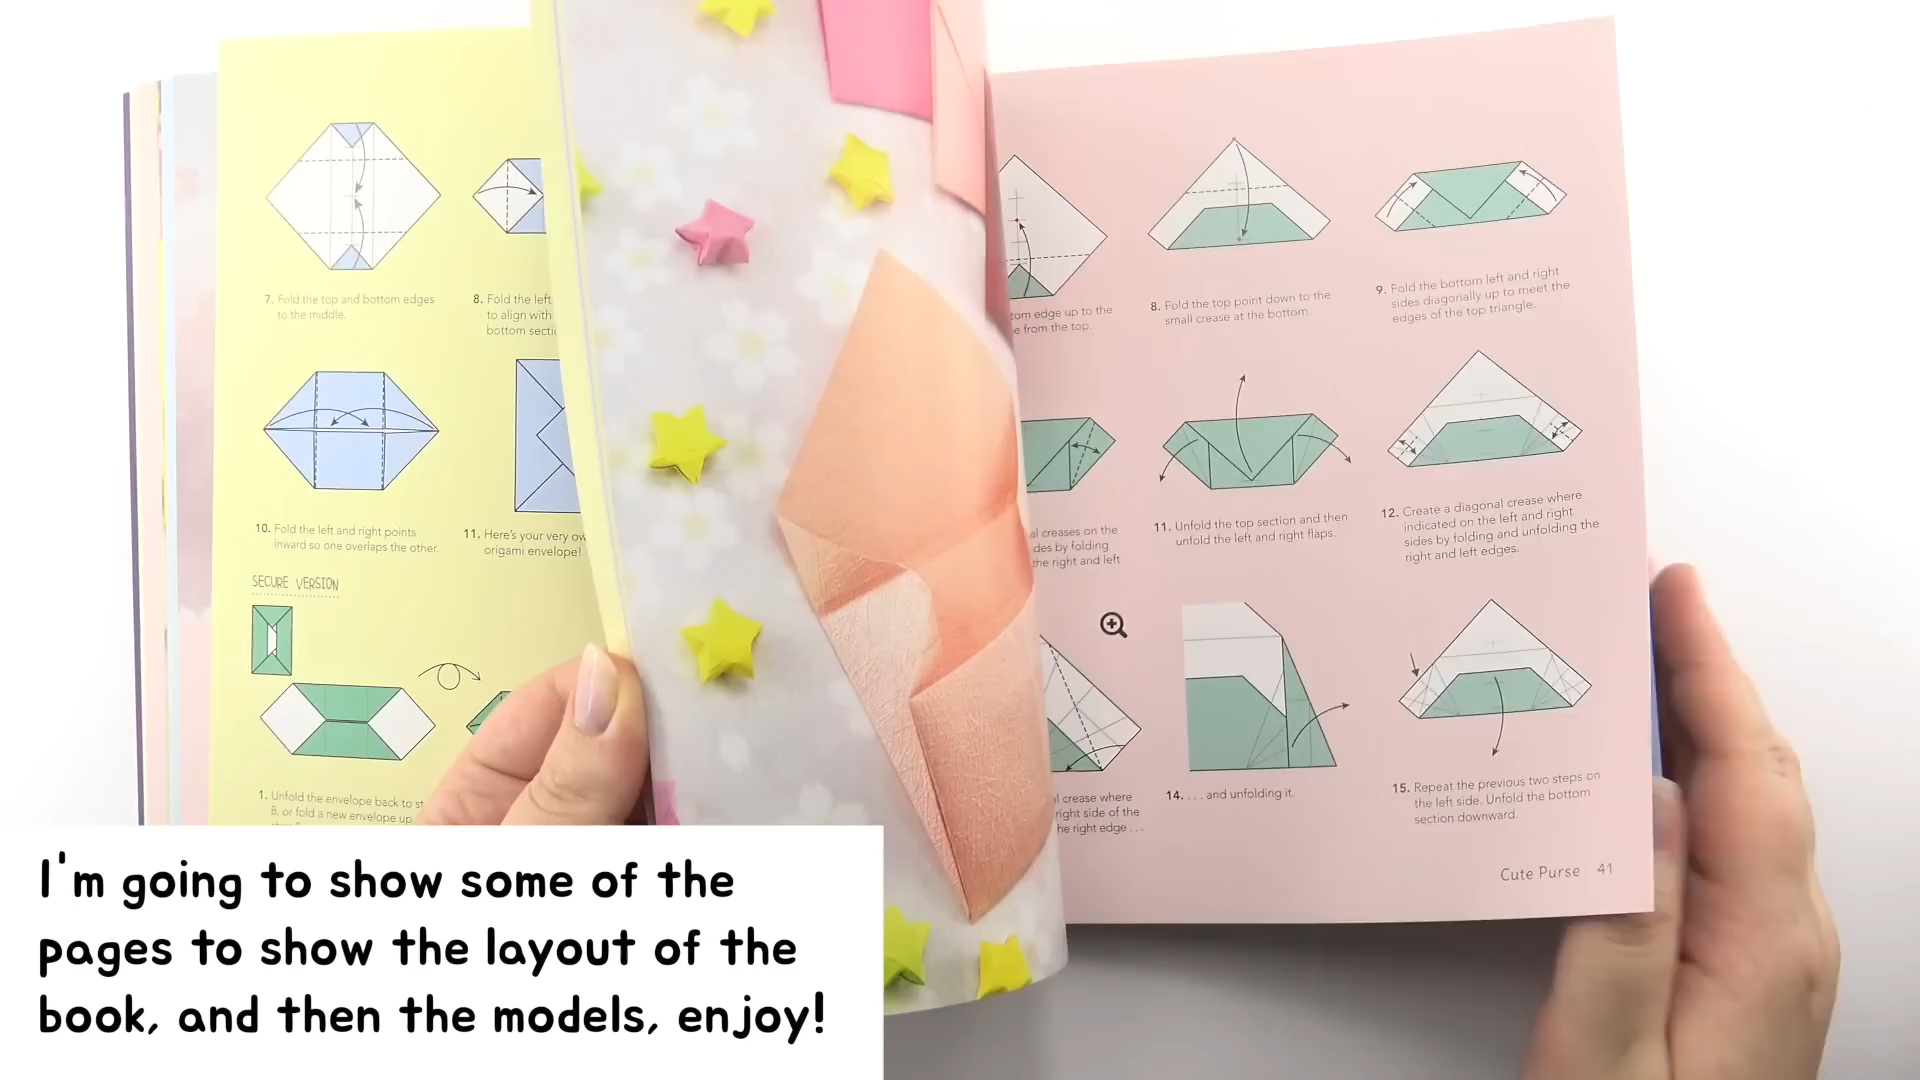 7. Fold the top and bottom edges
to the middle.
8. Fold the left
to align with
bottom
10. Fold the left and right points
inward so one overlaps the other.
11. Here's your very
origami envelope!
SECURE VERSION
1. Unfold the envelope back to
8, or fold a new envelope up
edge up to the
from the top.
8. Fold the top point down to the
small crease at the bottom.
9. Fold the bottom left and right
sides diagonally up to meet the
edges of the top triangle.
creases on the
by folding
the right and left
11. Unfold the top section and then
unfold the left and right flaps.
12. Create a diagonal crease where
indicated on the left and right
sides by folding and unfolding the
right and left edges.
crease where
right side of the
the right edge . . .
14. . . . and unfolding it.
15. Repeat the previous two steps on
the left side. Unfold the bottom
section downward.
Cute Purse 41
I'm going to show some of the
pages to show the layout of the
book, and then the models, enjoy!